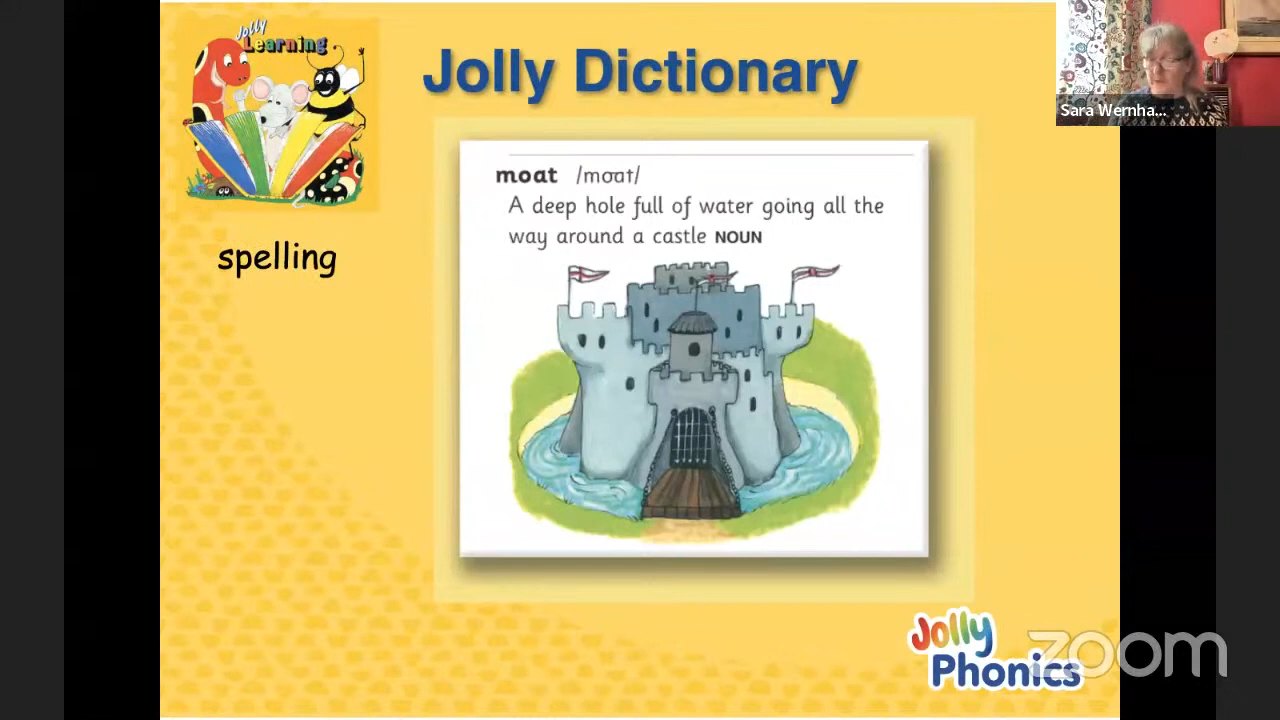 Jolly
Learning
Jolly Dictionary
Sara Wernha...
moat /moat/
A deep hole full of water going all the
way around a castle NOUN
spelling
Jolly
Phonics
zoom